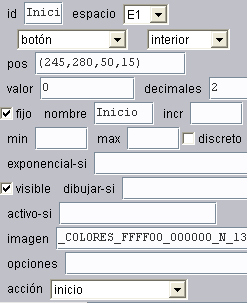 id Inici espacio E1
botón interior
pos (245,280,50,15)
valor 0 decimales 2
fijo nombre Inicio incr
min max discreto
exponencial-si
visible dibujar-si
activo-si
imagen _COLORES_FFFF00_000000_N_13
opciones
acción inicio